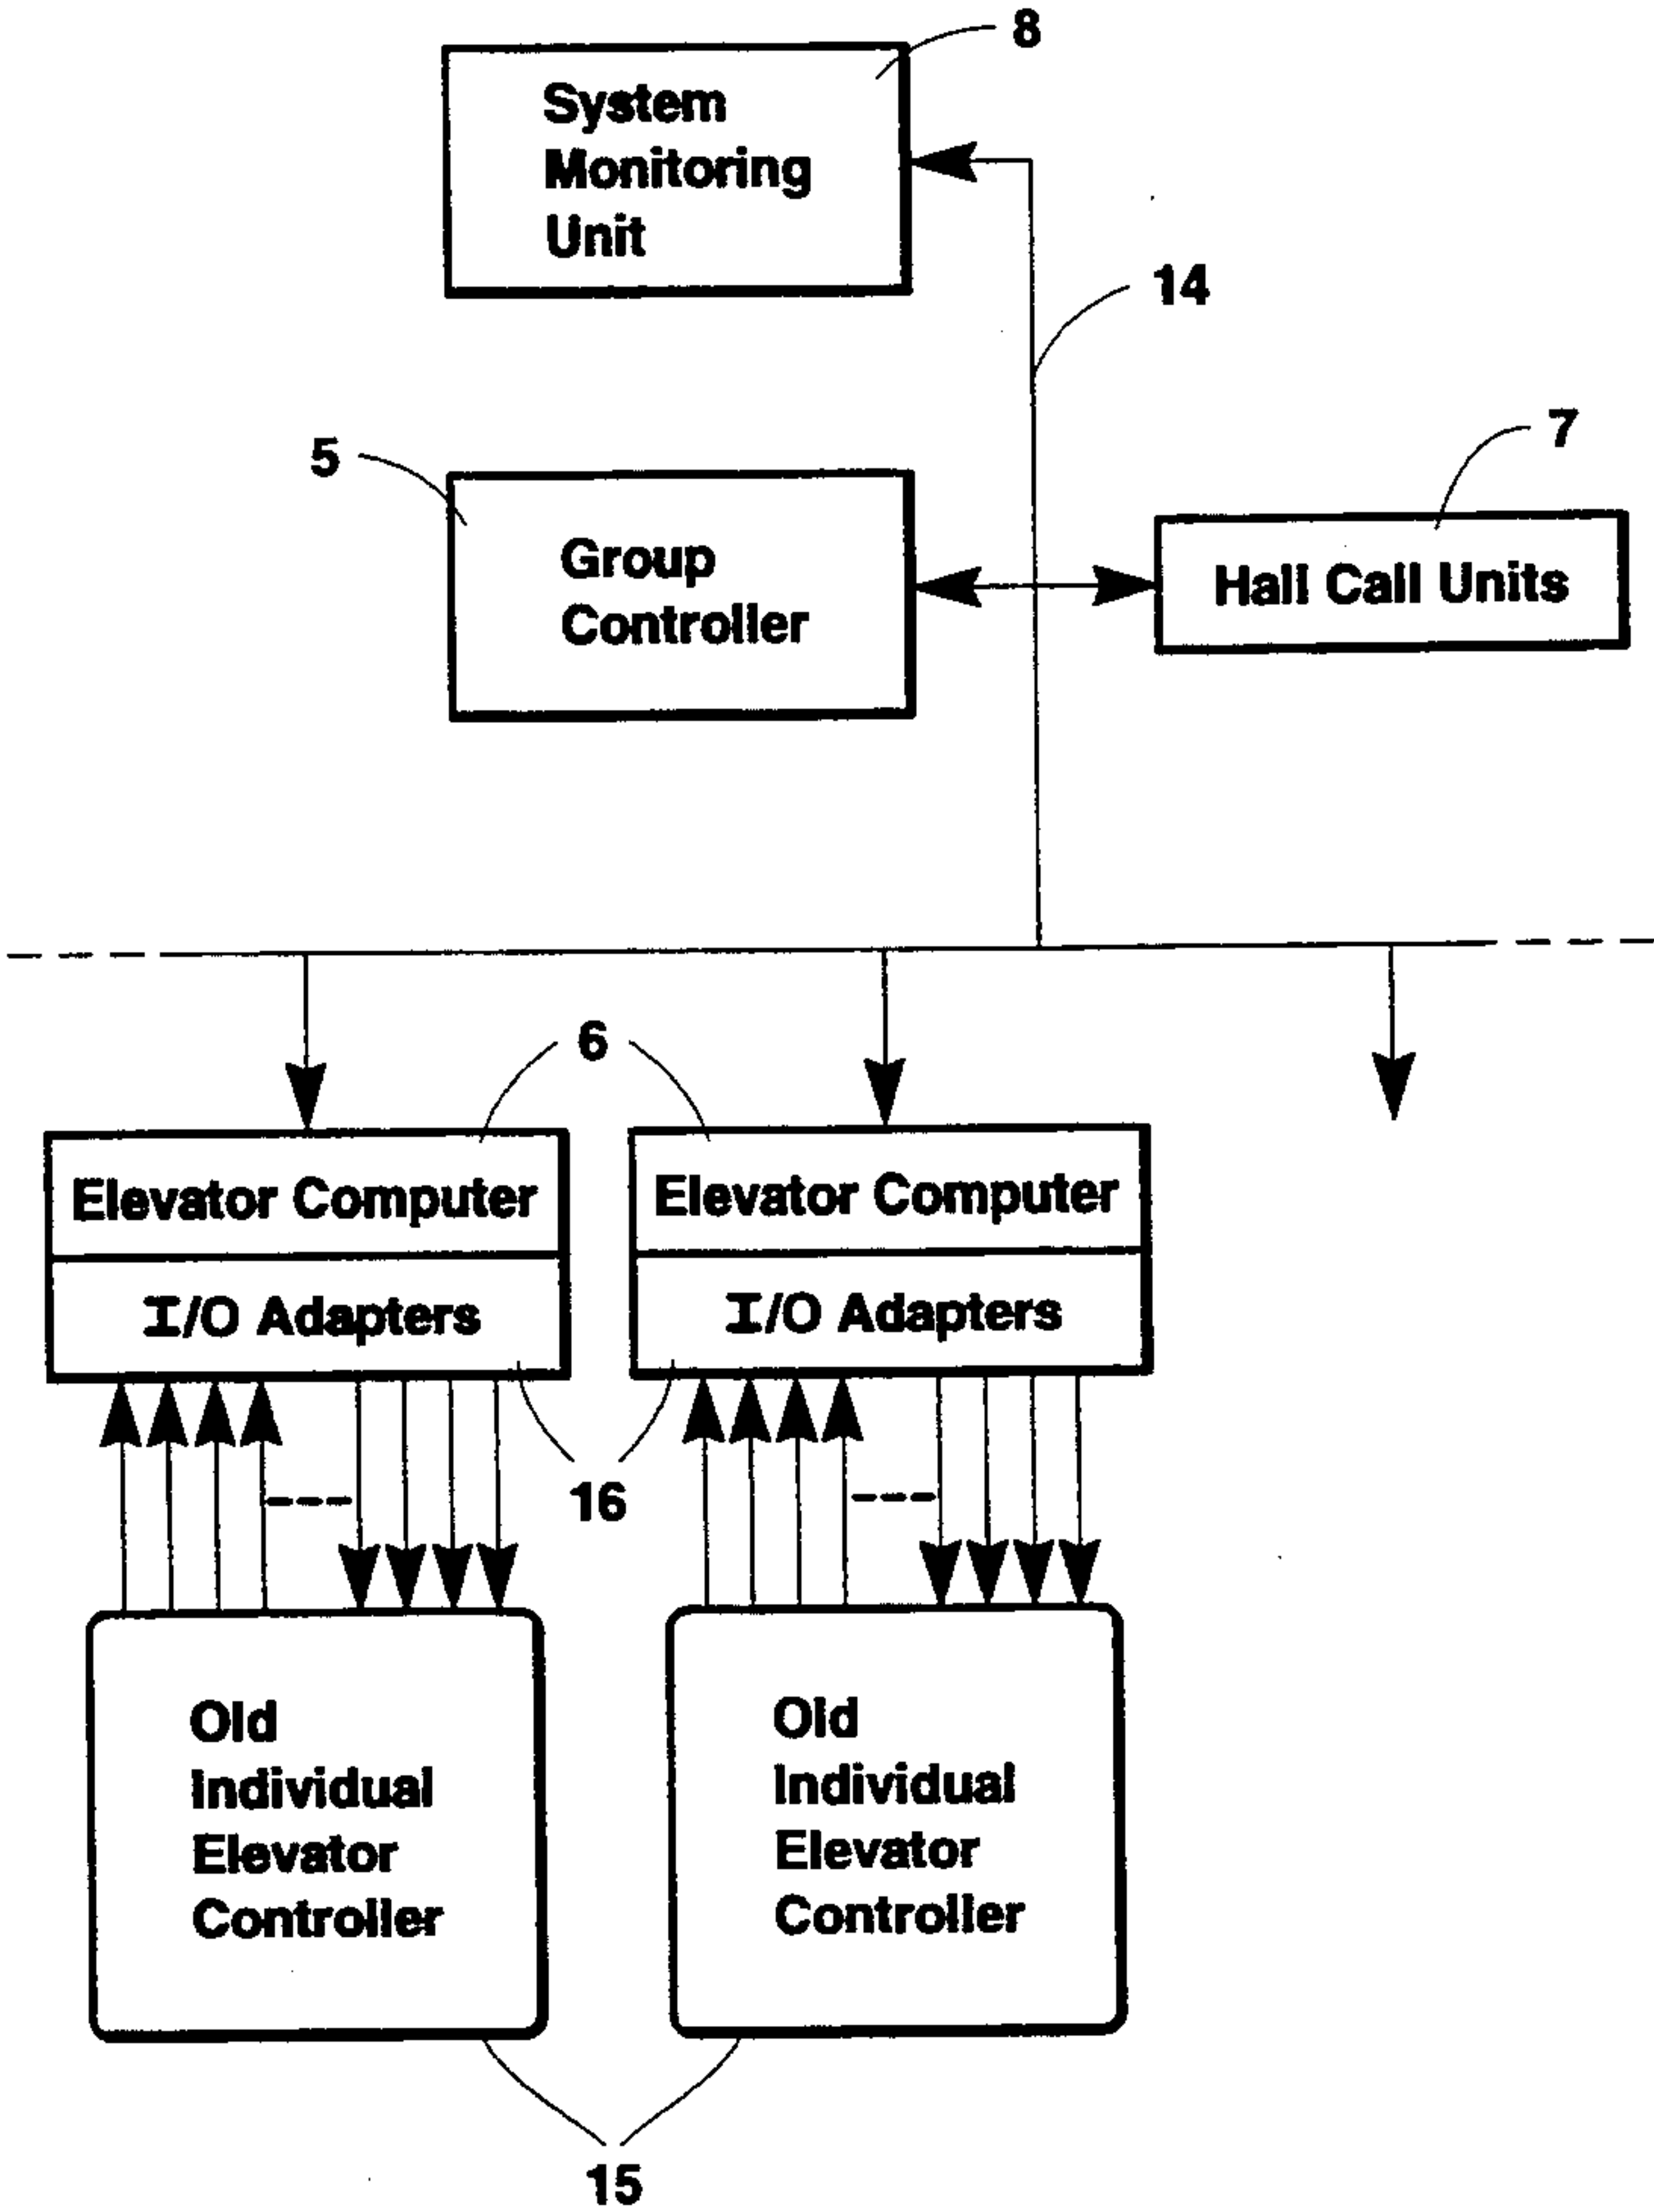 8
System
Monitoring
Unit
14
5
7
Group
Controller
Hall Call Units
6
Elevator Computer
Elevator Computer
I/O Adapters
I/O Adapters
16
Old
Individual
Elevator
Controller
Old
Individual
Elevator
Controller
15